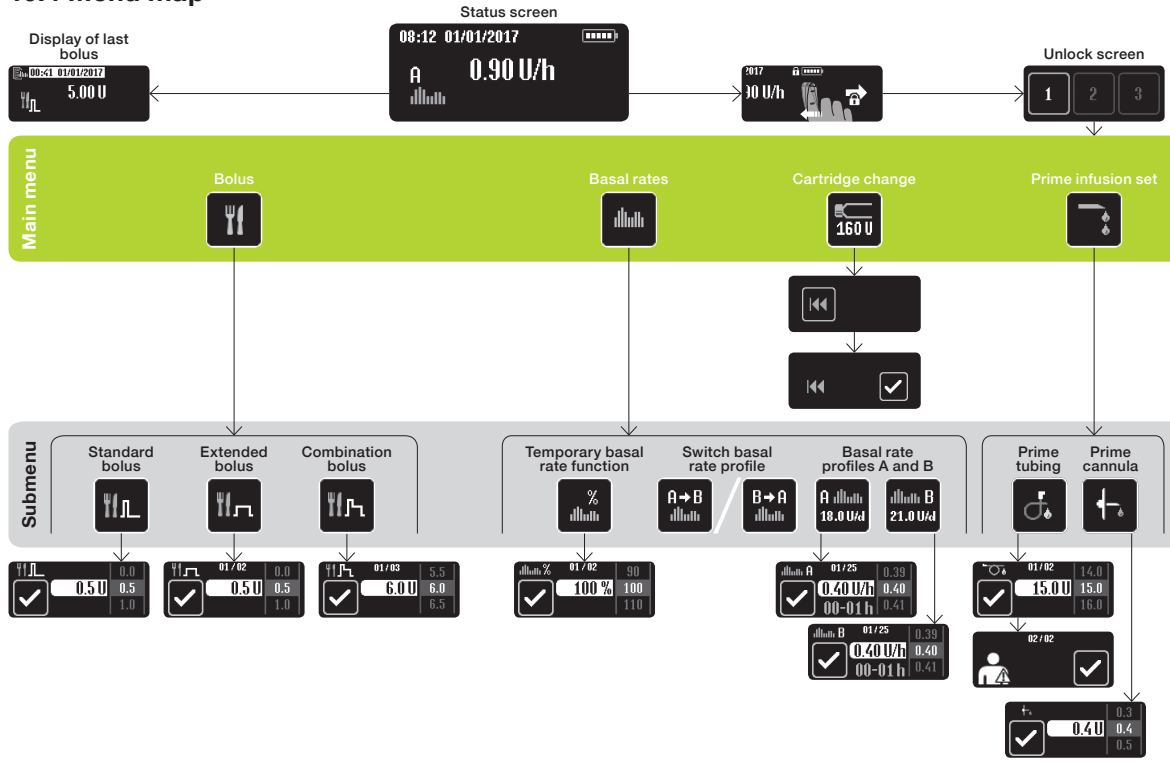 Status screen
Display of last
bolus
00:41 01/01/2017
5.00 U
08:12 01/01/2017
A 0.90 U/h
Unlock screen
1 2 3
Main menu
Bolus
Basal rates
Cartridge change
160 U
Prime infusion set
Submenu
Standard
bolus
Extended
bolus
Combination
bolus
Temporary basal
rate function
%
Switch basal
rate profile
A→B
B→A
Basal rate
profiles A and B
A
18.0 U/d
B
21.0 U/d
Prime
tubing
Prime
cannula
0.5 U
0.0
0.5
1.0
01/02
0.5 U
0.0
0.5
1.0
01/03
6.0 U
5.5
6.0
6.5
% 01/02
100 %
90
100
110
A 01/25
0.40 U/h
00-01 h
0.39
0.40
0.41
B 01/25
0.40 U/h
00-01 h
0.39
0.40
0.41
01/02
15.0 U
14.0
15.0
16.0
02/02
0.4 U
0.3
0.4
0.5